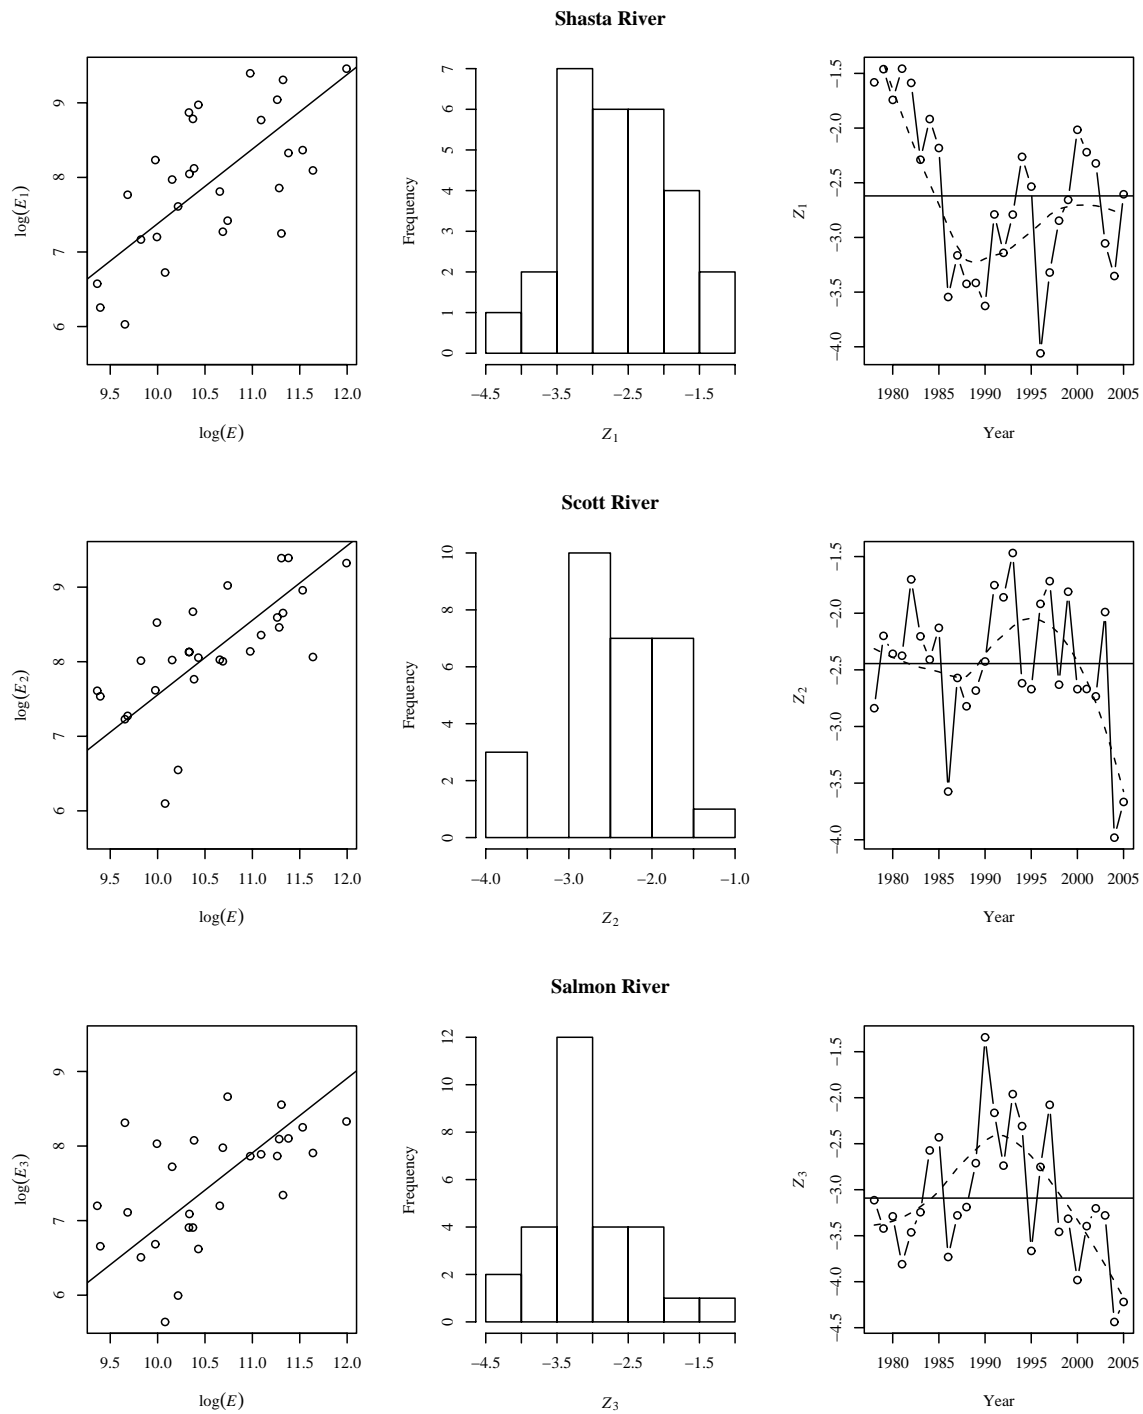 Shasta River
log(E1)
9
8
7
6
9.5 10.0 10.5 11.0 11.5 12.0
log(E)
Frequency
7
6
5
4
3
2
1
0
−4.5 −3.5 −2.5 −1.5
Z1
Z1
−1.5
−2.0
−2.5
−3.0
−3.5
−4.0
1980 1985 1990 1995 2000 2005
Year
Scott River
log(E2)
9
8
7
6
9.5 10.0 10.5 11.0 11.5 12.0
log(E)
Frequency
10
8
6
4
2
0
−4.0 −3.0 −2.0 −1.0
Z2
Z2
−1.5
−2.0
−2.5
−3.0
−3.5
−4.0
1980 1985 1990 1995 2000 2005
Year
Salmon River
log(E3)
9
8
7
6
9.5 10.0 10.5 11.0 11.5 12.0
log(E)
Frequency
12
10
8
6
4
2
0
−4.5 −3.5 −2.5 −1.5
Z3
Z3
−1.5
−2.0
−2.5
−3.0
−3.5
−4.0
−4.5
1980 1985 1990 1995 2000 2005
Year